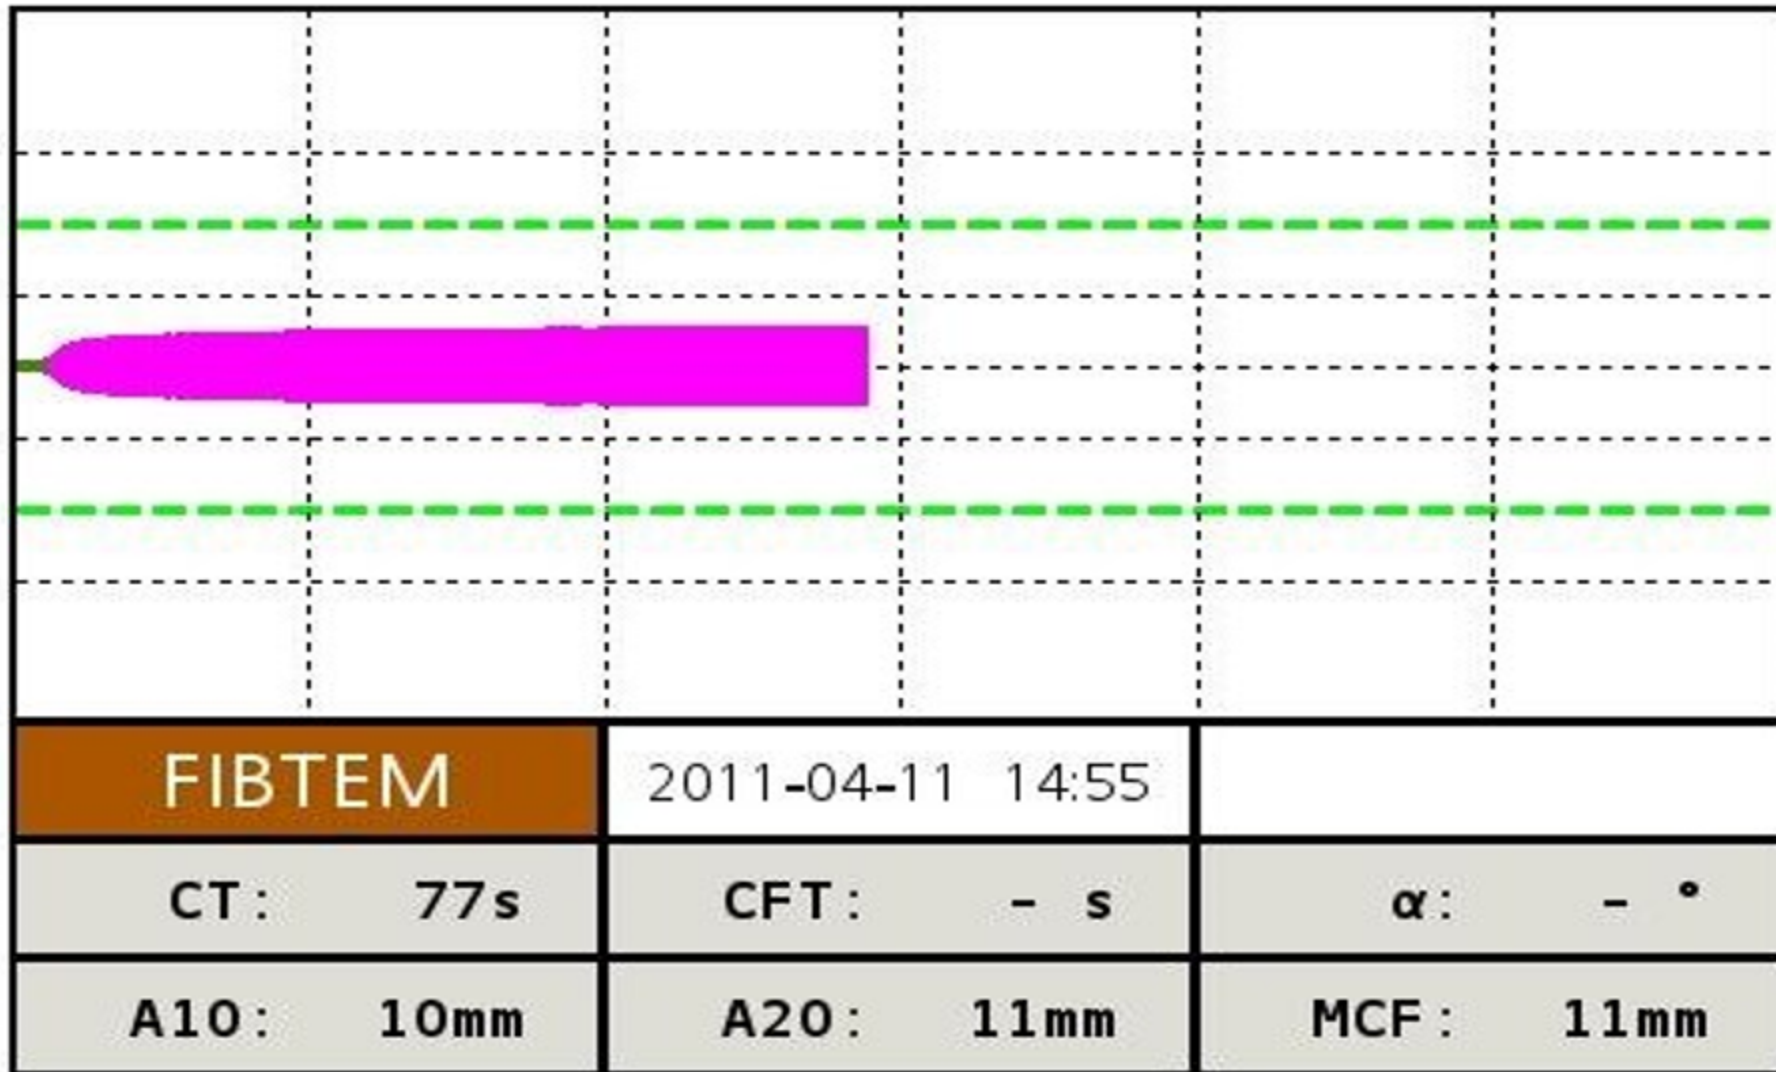 FIBTEM 2011-04-11 14:55
CT: 77s CFT: - s α: - °
A10: 10mm A20: 11mm MCF: 11mm